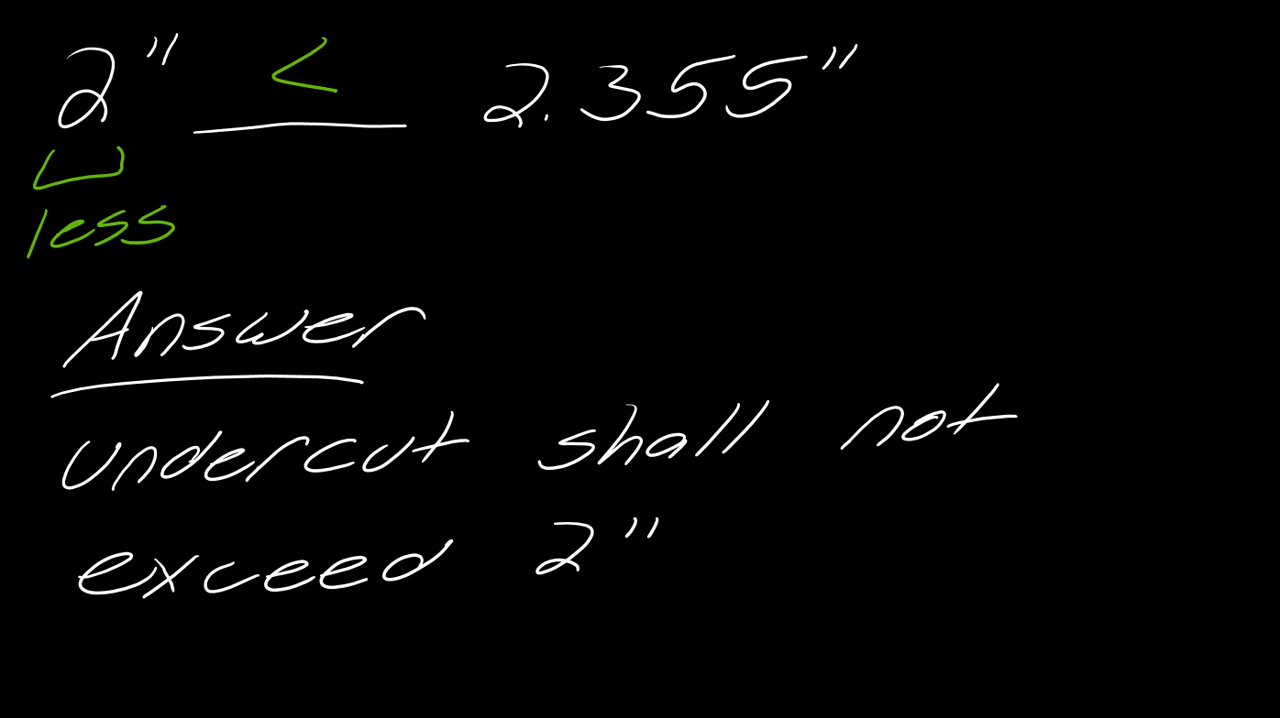 2" < 2.355"
less
Answer
undercut shall not
exceed 2"